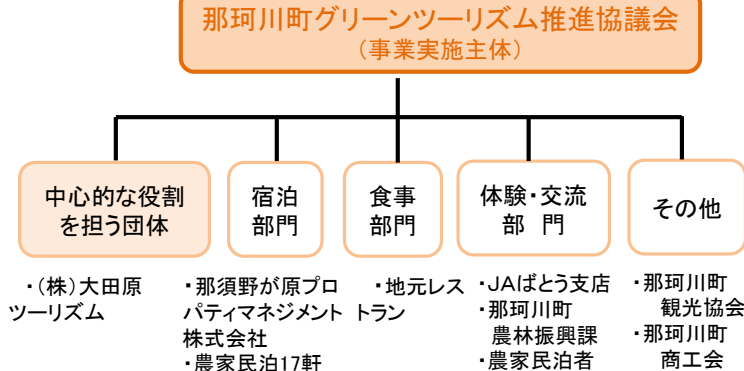 那珂川町グリーンツーリズム推進協議会
（事業実施主体）
中心的な役割
を担う団体
宿泊
部門
食事
部門
体験・交流
部　門
その他
・（株）大田原
ツーリズム
・那須野が原プロ
パティマネジメント
株式会社
・農家民泊17軒
・地元レス
トラン
・JAばとう支店
・那珂川町
農林振興課
・農家民泊者
・那珂川町
観光協会
・那珂川町
商工会